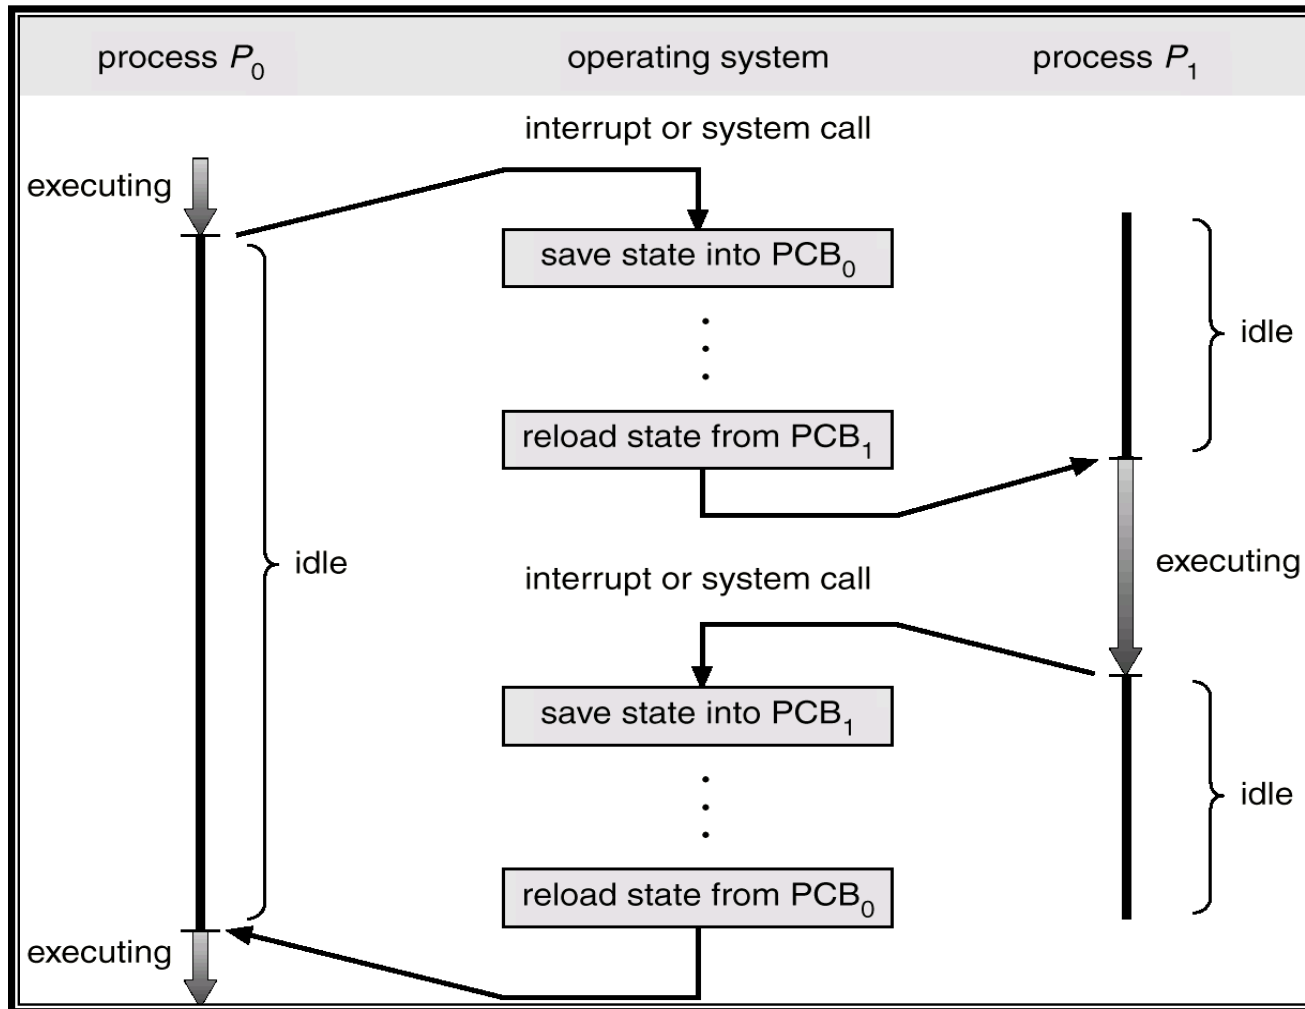 process P0
operating system
process P1
interrupt or system call
executing
save state into PCB0
idle
reload state from PCB1
idle
executing
interrupt or system call
save state into PCB1
idle
reload state from PCB0
executing